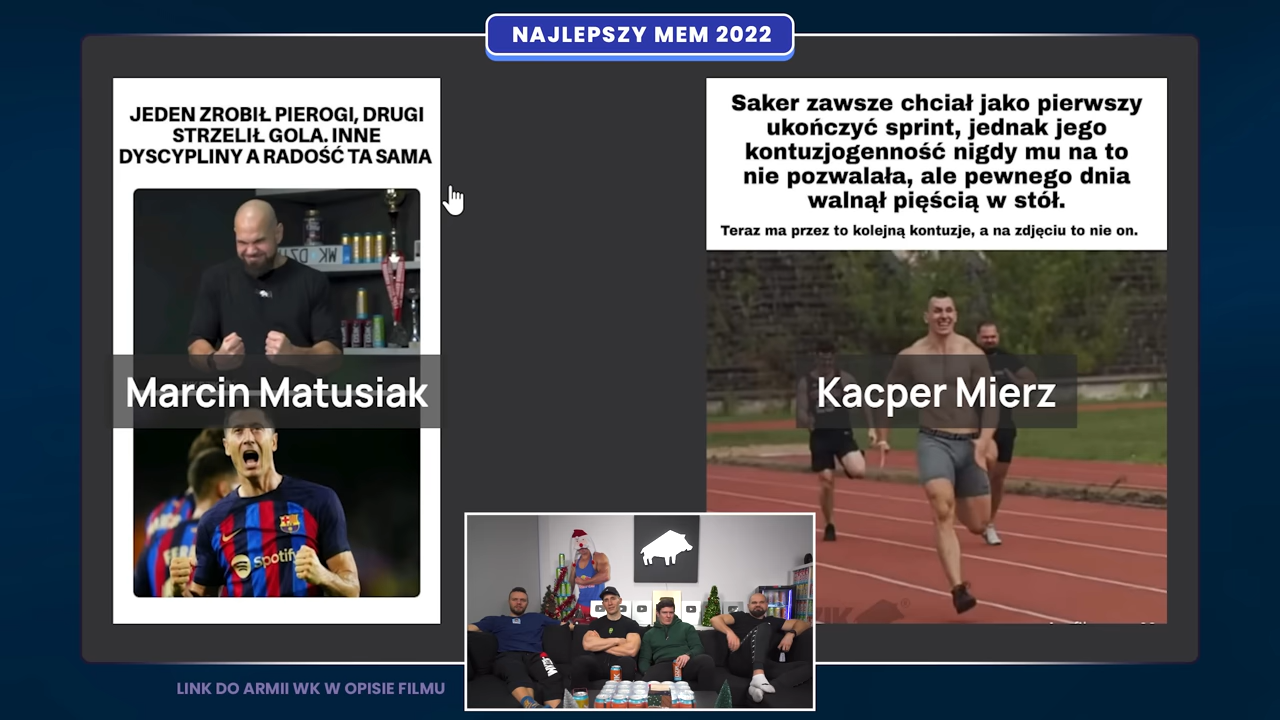 NAJLEPSZY MEM 2022
JEDEN ZROBIŁ PIEROGI, DRUGI
STRZELIŁ GOLA. INNE
DYSCYPLINY A RADOŚĆ TA SAMA
Marcin Matusiak
Spotify
Saker zawsze chciał jako pierwszy
ukończyć sprint, jednak jego
kontuzjogenność nigdy mu na to
nie pozwalała, ale pewnego dnia
walnął pięścią w stół.
Teraz ma przez to kolejną kontuzje, a na zdjęciu to nie on.
Kacper Mierz
LINK DO ARMII WK W OPISIE FILMU